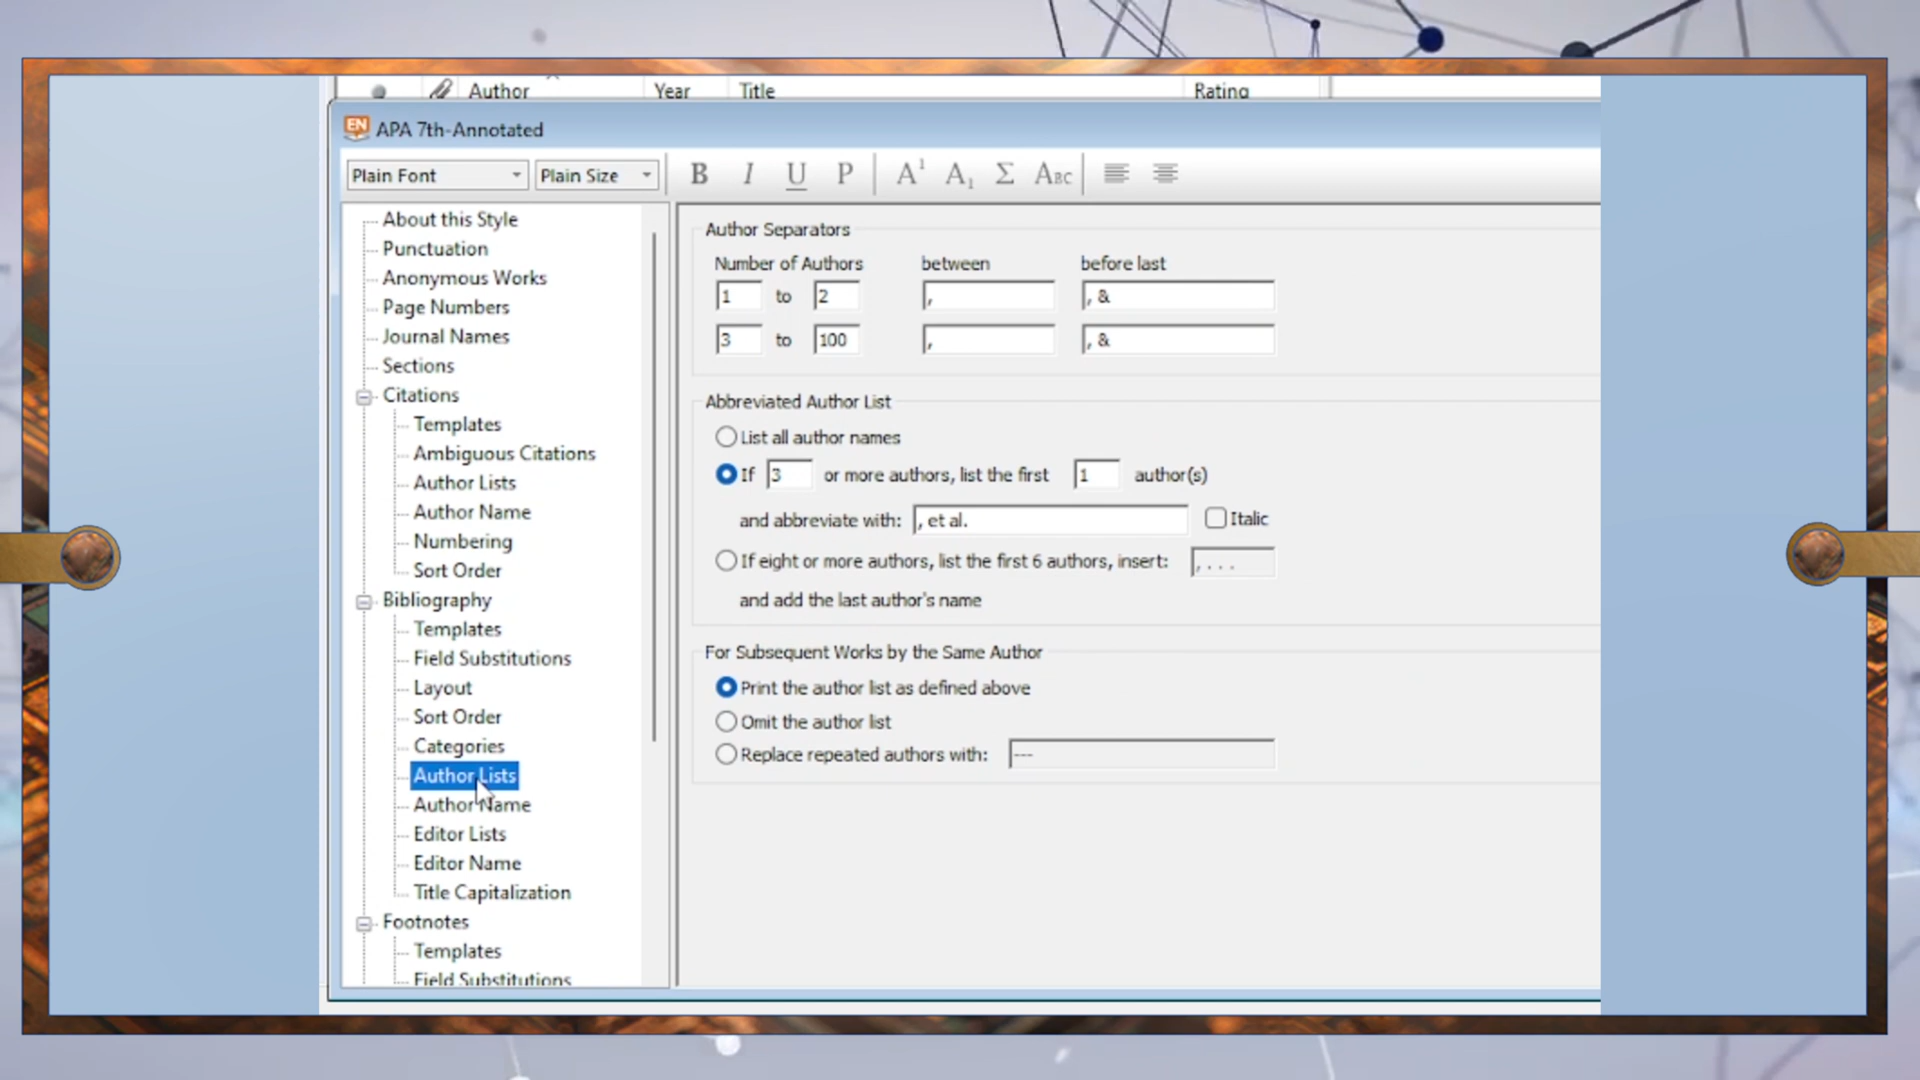 Author Year Title Rating
EN APA 7th-Annotated
Plain Font Plain Size B I U P A¹ A₁ Σ ABC
About this Style
Punctuation
Anonymous Works
Page Numbers
Journal Names
Sections
Citations
Templates
Ambiguous Citations
Author Lists
Author Name
Numbering
Sort Order
Bibliography
Templates
Field Substitutions
Layout
Sort Order
Categories
Author Lists
Author Name
Editor Lists
Editor Name
Title Capitalization
Footnotes
Templates
Field Substitutions
Author Separators
Number of Authors between before last
1 to 2 , , &
3 to 100 , , &
Abbreviated Author List
List all author names
If 3 or more authors, list the first 1 author(s)
and abbreviate with: , et al. Italic
If eight or more authors, list the first 6 authors, insert: , . . .
and add the last author's name
For Subsequent Works by the Same Author
Print the author list as defined above
Omit the author list
Replace repeated authors with: ---